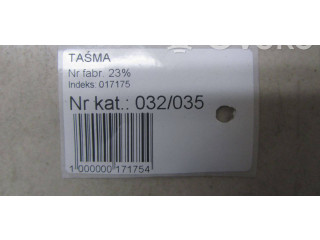 TAŚMA
Nr fabr. 23%
Indeks: 017175
Nr kat.: 032/035
1 000000 171754